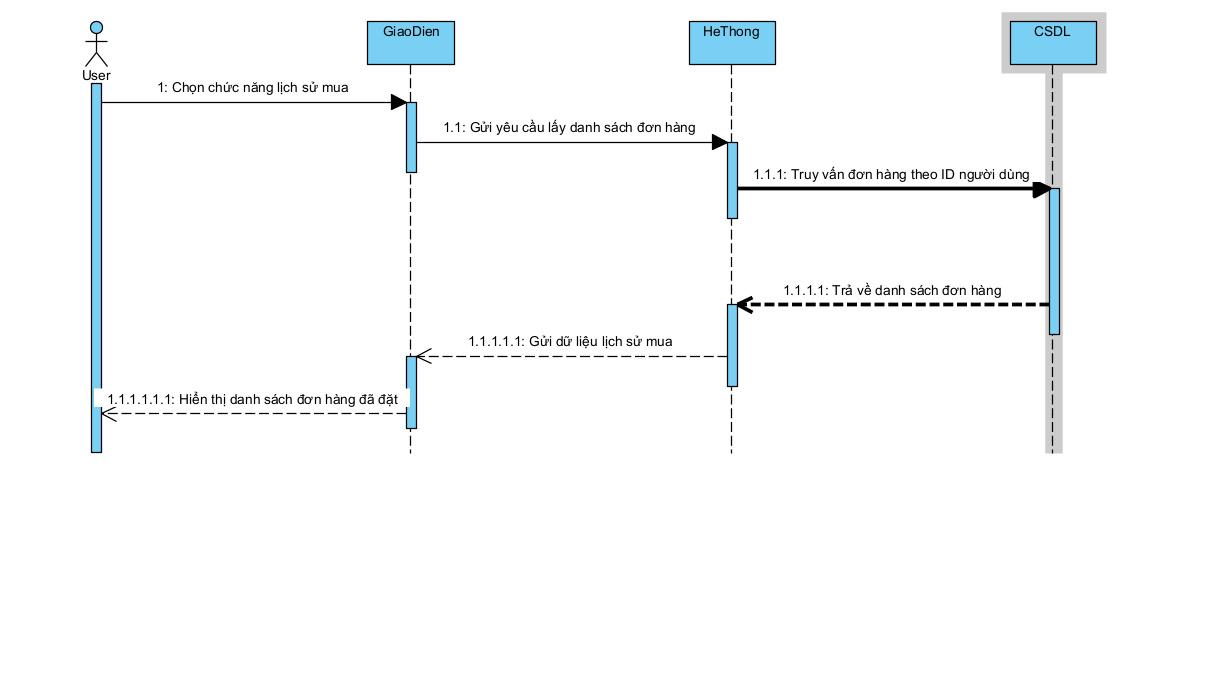 GiaoDien
HeThong
CSDL
User
1: Chọn chức năng lịch sử mua
1.1: Gửi yêu cầu lấy danh sách đơn hàng
1.1.1: Truy vấn đơn hàng theo ID người dùng
1.1.1.1: Trả về danh sách đơn hàng
1.1.1.1.1: Gửi dữ liệu lịch sử mua
1.1.1.1.1.1: Hiển thị danh sách đơn hàng đã đặt